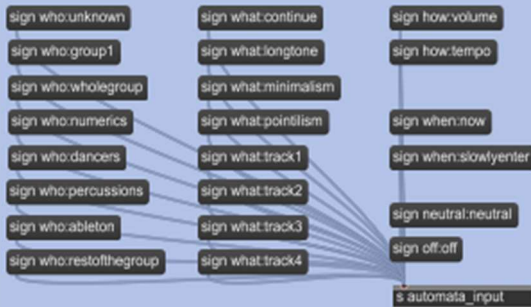 sign who:unknown
sign who:group1
sign who:wholegroup
sign who:numerics
sign who:dancers
sign who:percussions
sign who:ableton
sign who:restofthegroup
sign what:continue
sign what:longtone
sign what:minimalism
sign what:pointilism
sign what:track1
sign what:track2
sign what:track3
sign what:track4
sign how:volume
sign how:tempo
sign when:now
sign when:slowlyenter
sign neutral:neutral
sign off:off
s automata_input